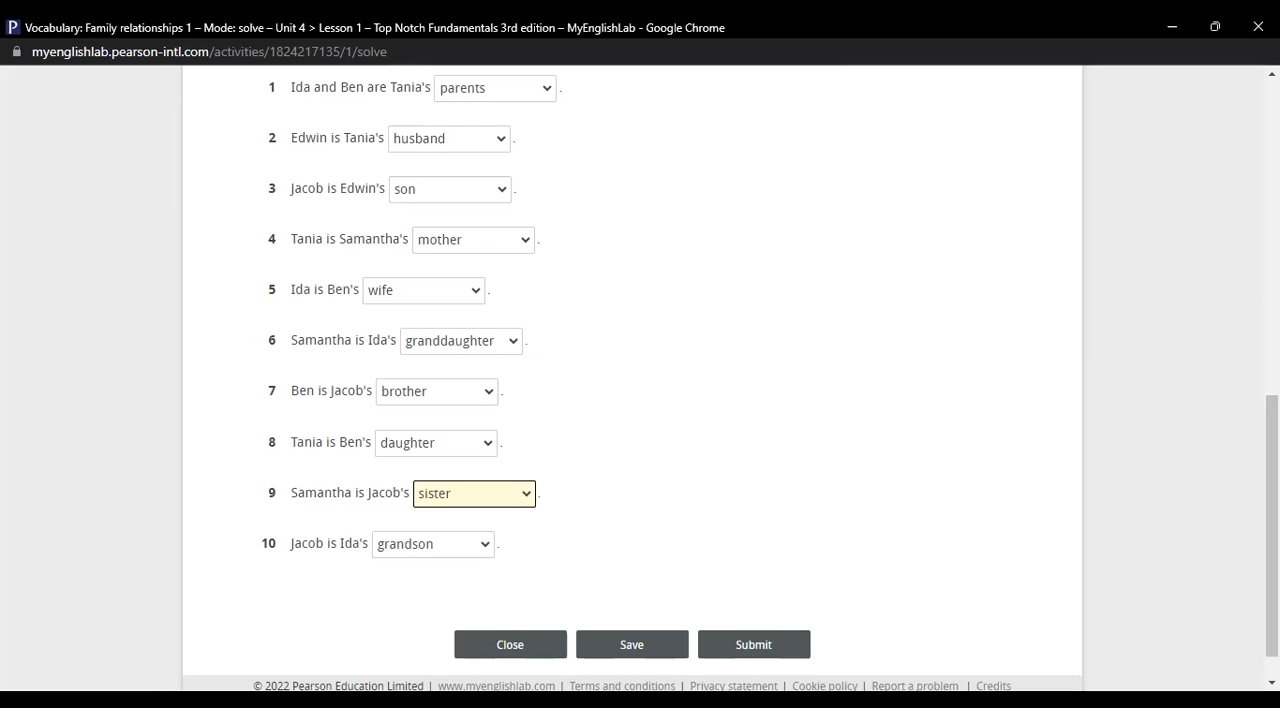 Vocabulary: Family relationships 1 – Mode: solve – Unit 4 > Lesson 1 – Top Notch Fundamentals 3rd edition – MyEnglishLab - Google Chrome
myenglishlab.pearson-intl.com/activities/1824217135/1/solve
1 Ida and Ben are Tania's parents .
2 Edwin is Tania's husband .
3 Jacob is Edwin's son .
4 Tania is Samantha's mother .
5 Ida is Ben's wife .
6 Samantha is Ida's granddaughter .
7 Ben is Jacob's brother .
8 Tania is Ben's daughter .
9 Samantha is Jacob's sister .
10 Jacob is Ida's grandson .
Close Save Submit
© 2022 Pearson Education Limited | www.myenglishlab.com | Terms and conditions | Privacy statement | Cookie policy | Report a problem | Credits